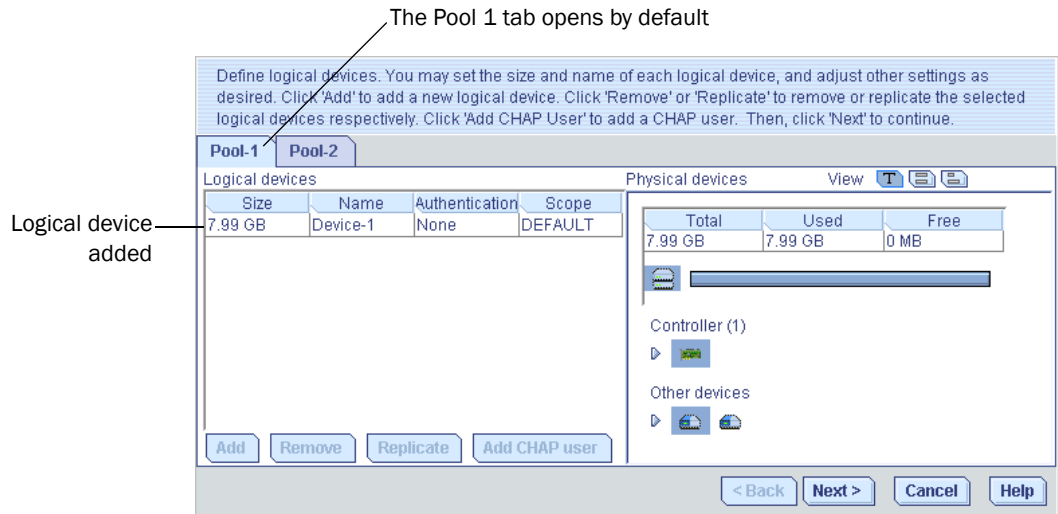 The Pool 1 tab opens by default
Define logical devices. You may set the size and name of each logical device, and adjust other settings as
desired. Click 'Add' to add a new logical device. Click 'Remove' or 'Replicate' to remove or replicate the selected
logical devices respectively. Click 'Add CHAP User' to add a CHAP user. Then, click 'Next' to continue.
Pool-1 Pool-2
Logical devices
Size Name Authentication Scope
7.99 GB Device-1 None DEFAULT
Logical device
added
Physical devices View T
Total Used Free
7.99 GB 7.99 GB 0 MB
Controller (1)
Other devices
Add Remove Replicate Add CHAP user
< Back Next > Cancel Help